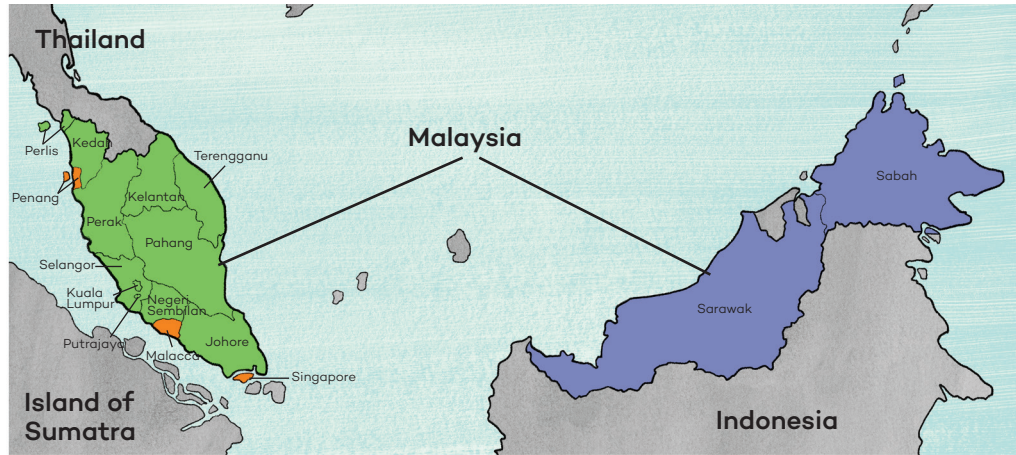 Thailand
Malaysia
Perlis
Kedah
Terengganu
Penang
Kelantan
Sabah
Perak
Pahang
Selangor
Kuala
Lumpur
Negeri
Sembilan
Sarawak
Putrajaya
Johore
Malacca
Singapore
Island of
Sumatra
Indonesia